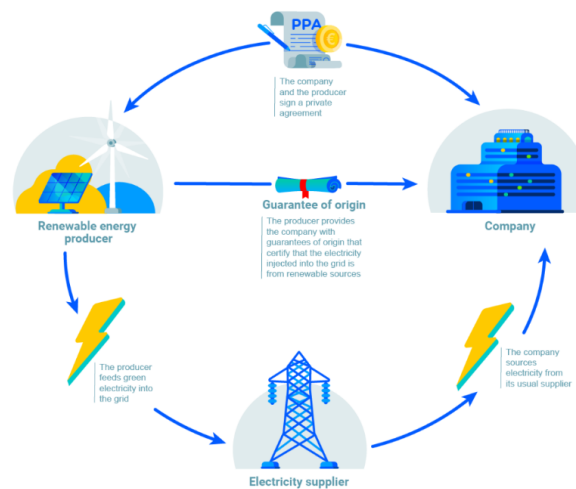 PPA
The company
and the producer
sign a private
agreement
Renewable energy
producer
Guarantee of origin
The producer provides
the company with
guarantees of origin that
certify that the electricity
injected into the grid is
from renewable sources
Company
The producer
feeds green
electricity into
the grid
The company
sources
electricity from
its usual supplier
Electricity supplier